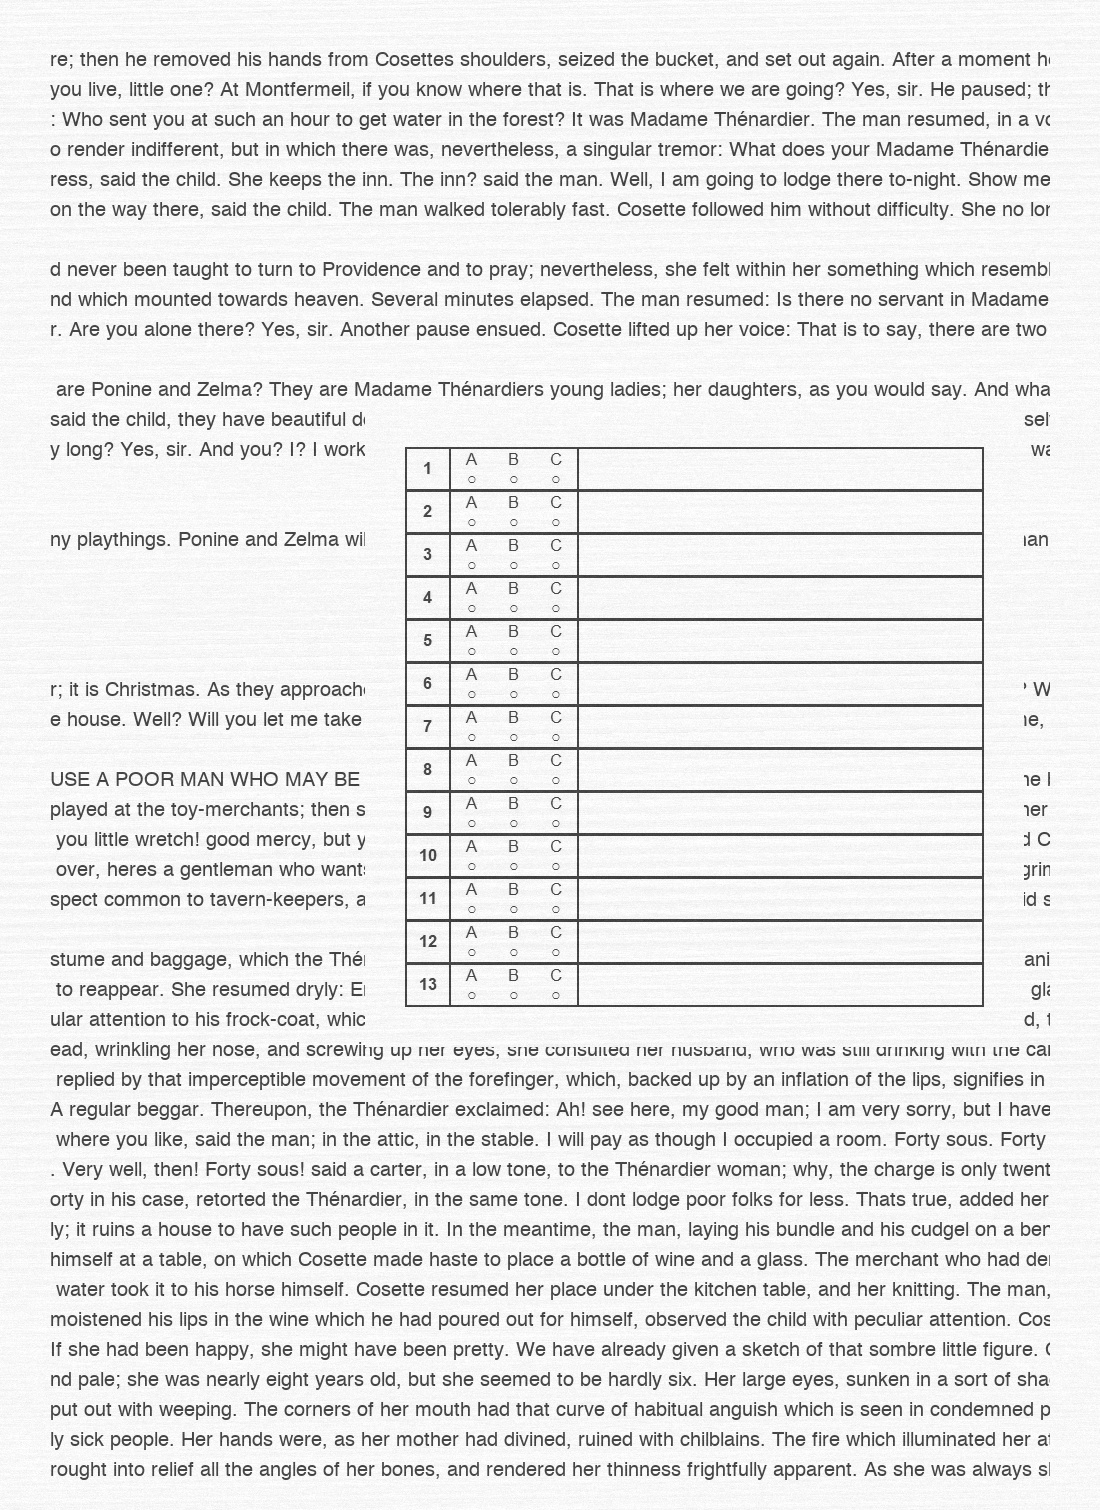 re; then he removed his hands from Cosettes shoulders, seized the bucket, and set out again. After a moment he
you live, little one? At Montfermeil, if you know where that is. That is where we are going? Yes, sir. He paused; th
: Who sent you at such an hour to get water in the forest? It was Madame Thénardier. The man resumed, in a vo
o render indifferent, but in which there was, nevertheless, a singular tremor: What does your Madame Thénardie
ress, said the child. She keeps the inn. The inn? said the man. Well, I am going to lodge there to-night. Show me
on the way there, said the child. The man walked tolerably fast. Cosette followed him without difficulty. She no lon
d never been taught to turn to Providence and to pray; nevertheless, she felt within her something which resembl
nd which mounted towards heaven. Several minutes elapsed. The man resumed: Is there no servant in Madame
r. Are you alone there? Yes, sir. Another pause ensued. Cosette lifted up her voice: That is to say, there are two
are Ponine and Zelma? They are Madame Thénardiers young ladies; her daughters, as you would say. And wha
said the child, they have beautiful do sel
y long? Yes, sir. And you? I? I work wa
ny playthings. Ponine and Zelma wil an
r; it is Christmas. As they approache ? W
e house. Well? Will you let me take ne,
USE A POOR MAN WHO MAY BE ne
played at the toy-merchants; then s her
you little wretch! good mercy, but y d C
over, heres a gentleman who wants grin
spect common to tavern-keepers, a id s
stume and baggage, which the Thén ani
to reappear. She resumed dryly: En gla
ular attention to his frock-coat, whic d, t
1 A B C
2 A B C
3 A B C
4 A B C
5 A B C
6 A B C
7 A B C
8 A B C
9 A B C
10 A B C
11 A B C
12 A B C
13 A B C
ead, wrinkling her nose, and screwing up her eyes, she consulted her husband, who was still drinking with the car
replied by that imperceptible movement of the forefinger, which, backed up by an inflation of the lips, signifies in
A regular beggar. Thereupon, the Thénardier exclaimed: Ah! see here, my good man; I am very sorry, but I have
where you like, said the man; in the attic, in the stable. I will pay as though I occupied a room. Forty sous. Forty
. Very well, then! Forty sous! said a carter, in a low tone, to the Thénardier woman; why, the charge is only twent
orty in his case, retorted the Thénardier, in the same tone. I dont lodge poor folks for less. Thats true, added her
ly; it ruins a house to have such people in it. In the meantime, the man, laying his bundle and his cudgel on a ben
himself at a table, on which Cosette made haste to place a bottle of wine and a glass. The merchant who had der
water took it to his horse himself. Cosette resumed her place under the kitchen table, and her knitting. The man,
moistened his lips in the wine which he had poured out for himself, observed the child with peculiar attention. Cos
If she had been happy, she might have been pretty. We have already given a sketch of that sombre little figure. C
nd pale; she was nearly eight years old, but she seemed to be hardly six. Her large eyes, sunken in a sort of sha
put out with weeping. The corners of her mouth had that curve of habitual anguish which is seen in condemned p
ly sick people. Her hands were, as her mother had divined, ruined with chilblains. The fire which illuminated her at
rought into relief all the angles of her bones, and rendered her thinness frightfully apparent. As she was always sh